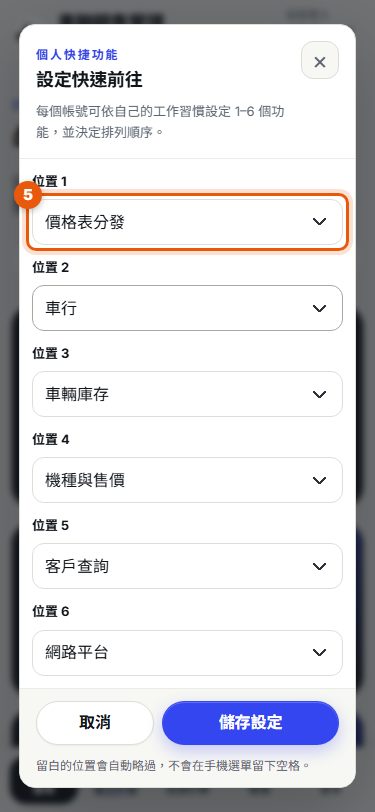 個人快捷功能
設定快速前往
每個帳號可依自己的工作習慣設定 1–6 個功
能，並決定排列順序。
位置 1
5
價格表分發
位置 2
車行
位置 3
車輛庫存
位置 4
機種與售價
位置 5
客戶查詢
位置 6
網路平台
取消
儲存設定
留白的位置會自動略過，不會在手機選單留下空格。